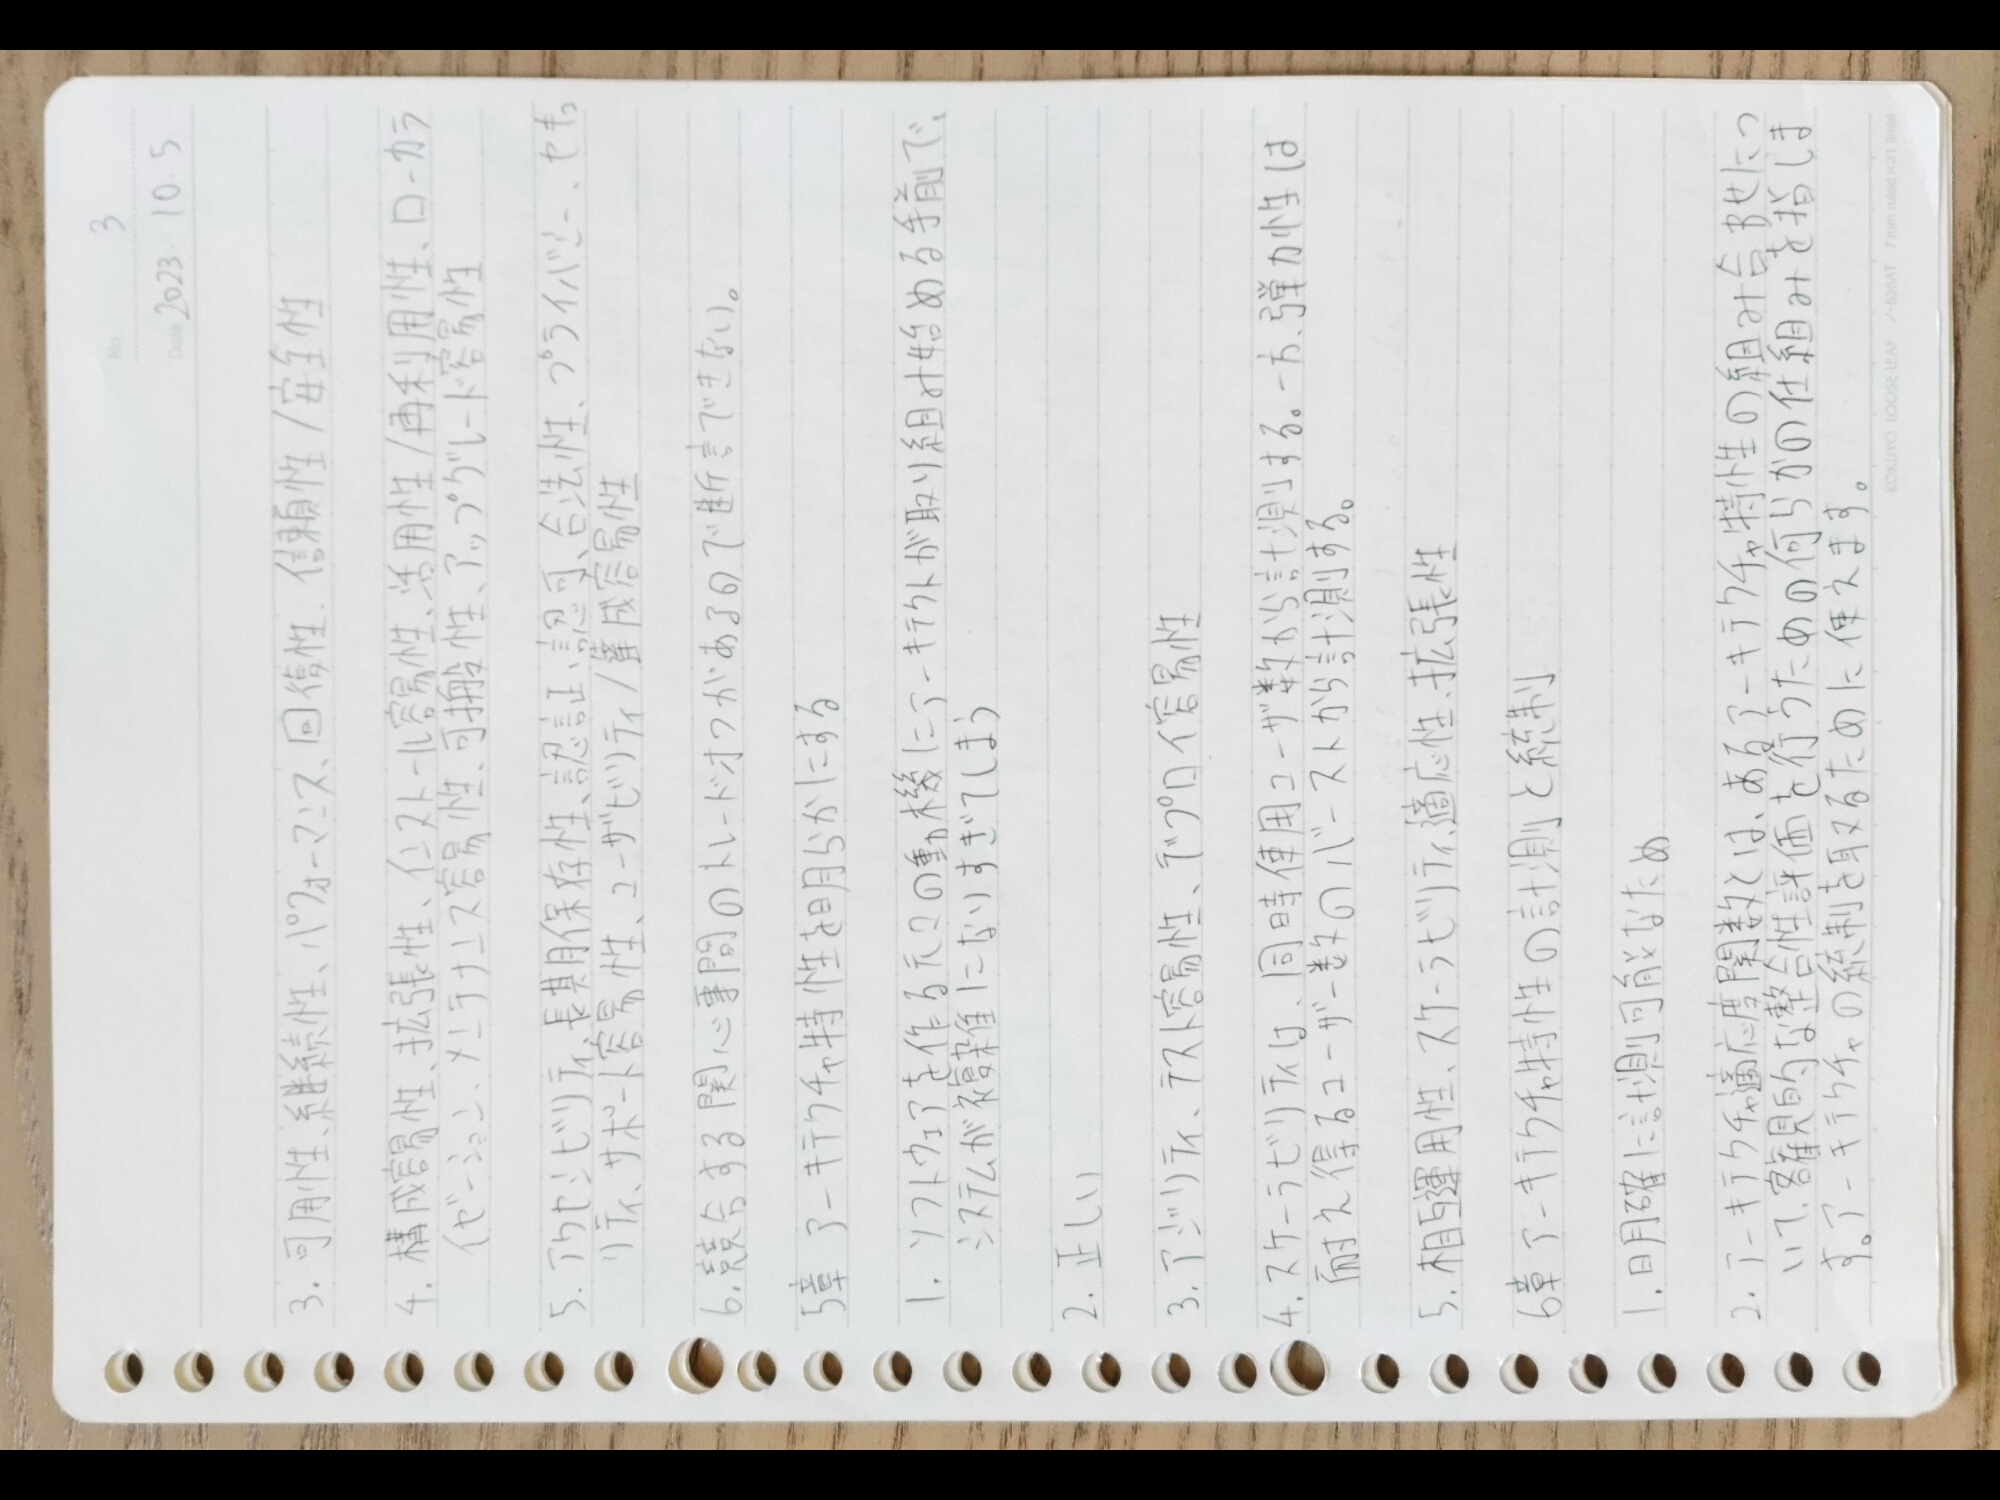 No. 3
Date 2023. 10. 5
3. 可用性、継続性、パフォーマンス、回復性、信頼性/安全性
4. 構成容易性、拡張性、インストール容易性、活用性/再利用性、ローカラ
イゼーション、メンテナンス容易性、可搬性、アップグレード容易性
5. アクセシビリティ、長期保存性、認証、認可、合法性、プライバシー、セキュ
リティ、サポート容易性、ユーザビリティ/達成容易性
6. 競合する関心事間のトレードオフがあるので断言できない。
5章 アーキテクチャ特性を明らかにする
1. ソフトウェアを作る元々の動機にアーキテクトが取り組み始める手前で、
システムが複雑になりすぎてしまう
2. 正しい
3. アジリティ、テスト容易性、デプロイ容易性
4. スケーラビリティは、同時使用ユーザ数から計測する。一方、弾力性は
耐え得るユーザー数のバーストから計測する。
5. 相互運用性、スケーラビリティ、適応性、拡張性
6章 アーキテクチャ特性の計測と統制
1. 明確に計測可能なため
2. アーキテクチャ適応度関数とは、あるアーキテクチャ特性の組み合わせにつ
いて、客観的な整合性評価を行うための何らかの仕組みを指しま
す。アーキテクチャの統制を取るために使えます。
KOKUYO LOOSE-LEAF ノ-836AT 7mm ruled×31 lines